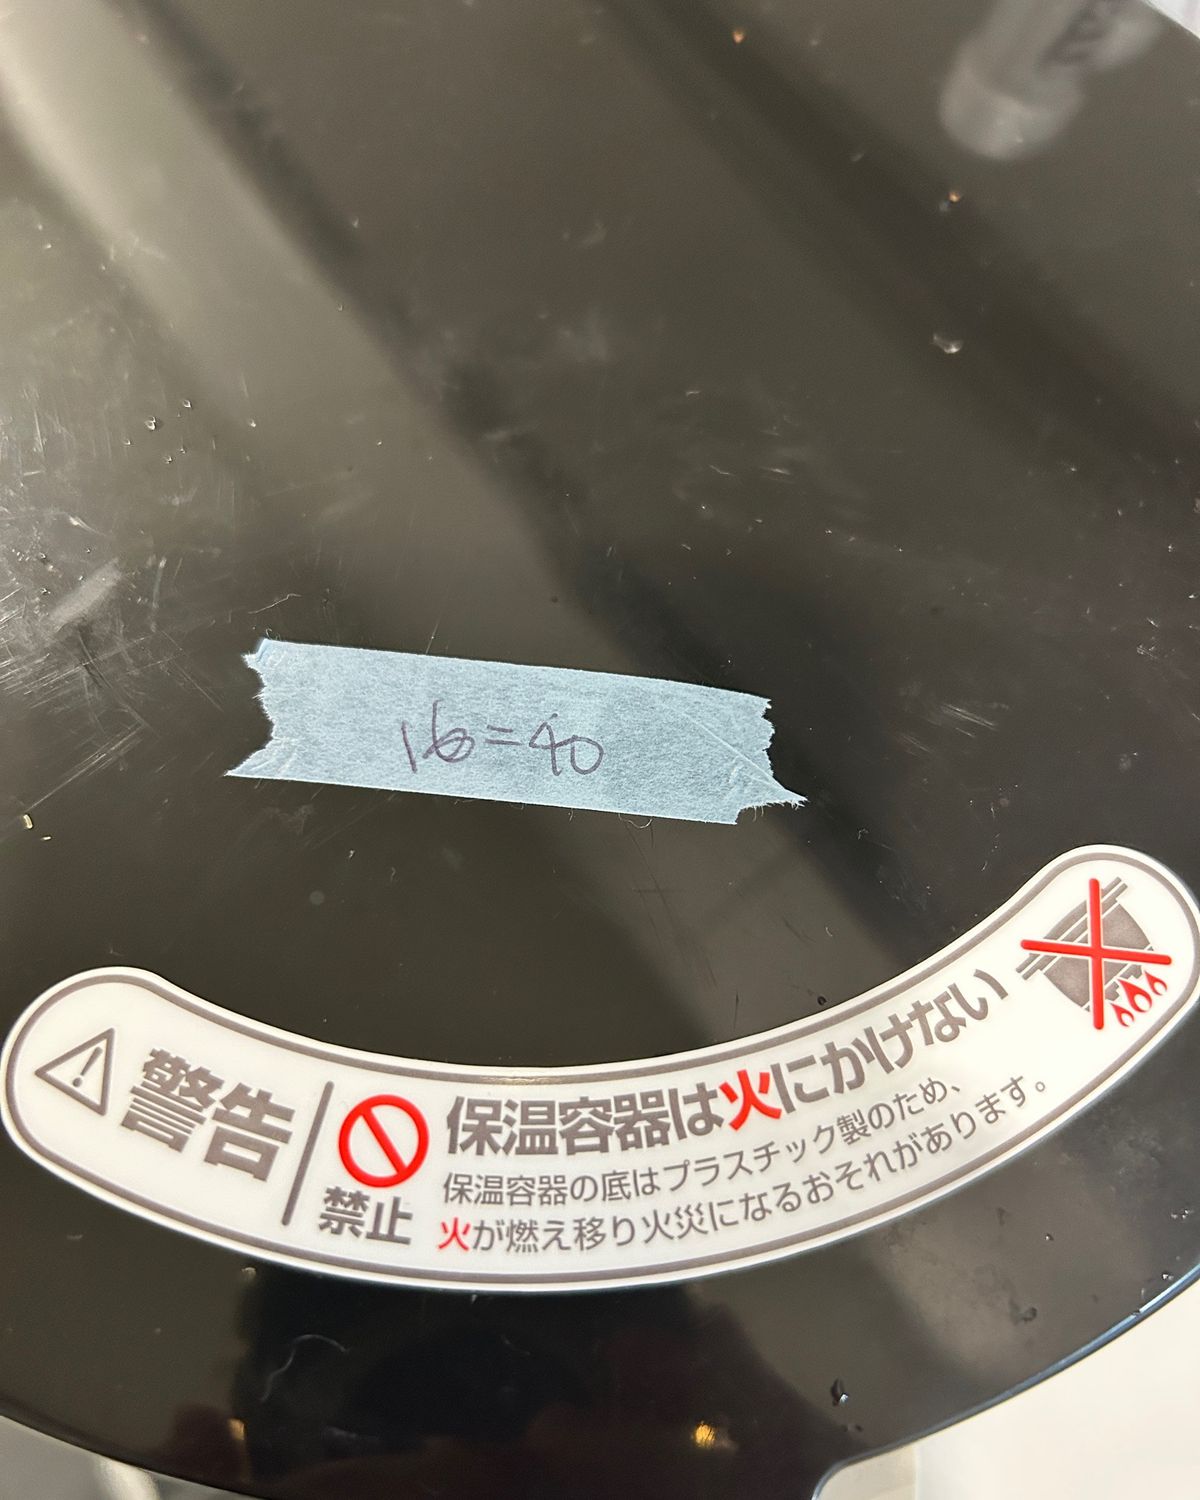 16=40
警告
禁止
保温容器は火にかけない
保温容器の底はプラスチック製のため、
火が燃え移り火災になるおそれがあります。